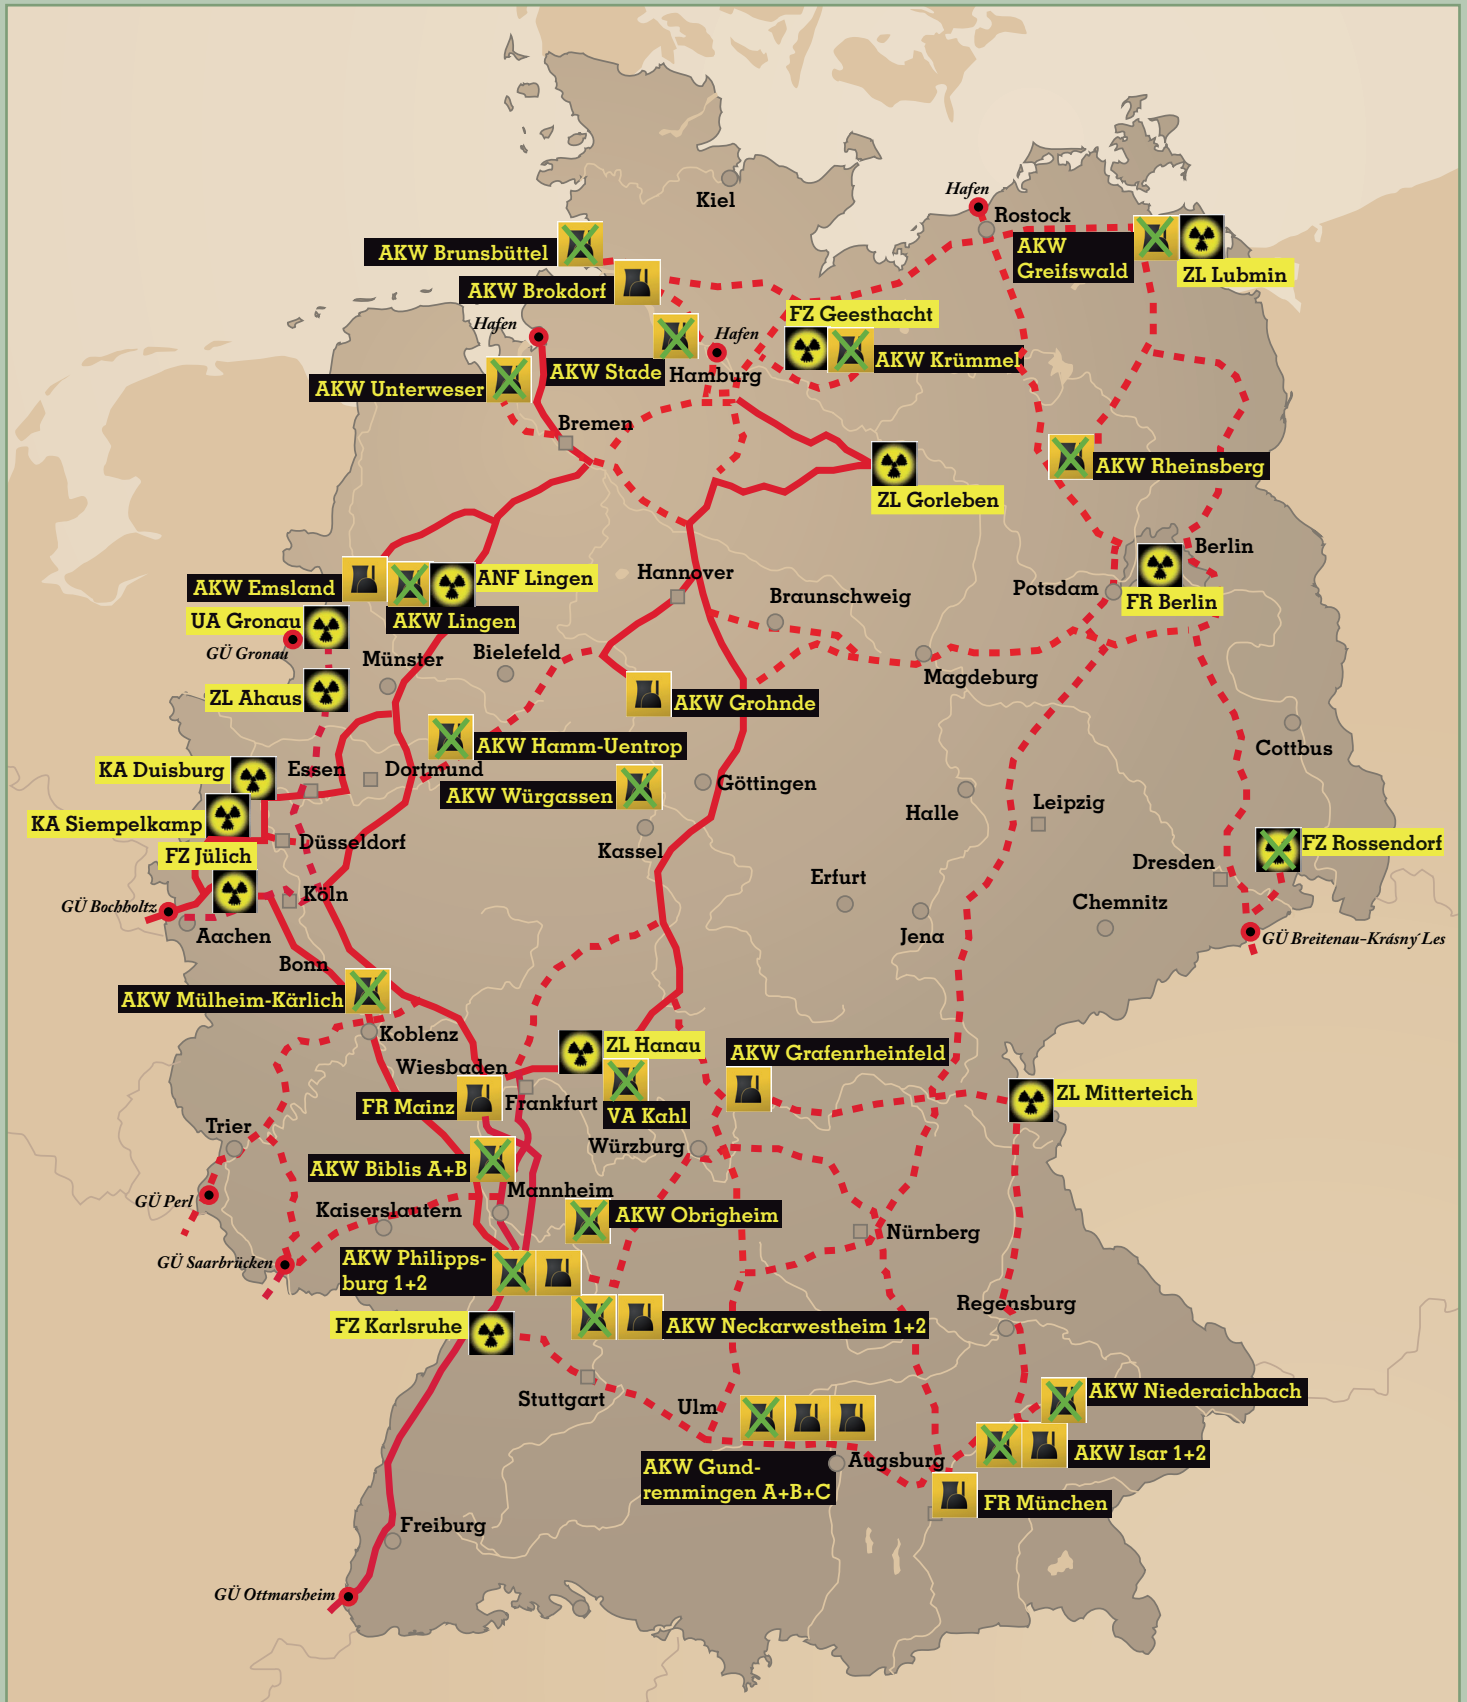 Kiel
Hafen
Rostock
AKW
Greifswald
ZL Lubmin
AKW Brunsbüttel
AKW Brokdorf
Hafen
Hafen
FZ Geesthacht
AKW Krümmel
AKW Stade
Hamburg
AKW Unterweser
Bremen
AKW Rheinsberg
ZL Gorleben
Berlin
Hannover
ANF Lingen
AKW Emsland
AKW Lingen
Potsdam
FR Berlin
Braunschweig
UA Gronau
GÜ Gronau
Münster
Bielefeld
Magdeburg
ZL Ahaus
AKW Grohnde
AKW Hamm-Uentrop
Cottbus
KA Duisburg
Essen
Dortmund
AKW Würgassen
Göttingen
Halle
Leipzig
KA Siempelkamp
Düsseldorf
Kassel
FZ Rossendorf
FZ Jülich
Dresden
Erfurt
Köln
GÜ Bochholtz
Chemnitz
Aachen
Jena
GÜ Breitenau-Krásný Les
Bonn
AKW Mülheim-Kärlich
Koblenz
ZL Hanau
AKW Grafenrheinfeld
Wiesbaden
ZL Mitterteich
FR Mainz
Frankfurt
VA Kahl
Trier
Würzburg
AKW Biblis A+B
Mannheim
GÜ Perl
Kaiserslautern
AKW Obrigheim
Nürnberg
GÜ Saarbrücken
AKW Philipps-
burg 1+2
Regensburg
FZ Karlsruhe
AKW Neckarwestheim 1+2
Stuttgart
Ulm
AKW Niederaichbach
AKW Isar 1+2
AKW Gund-
remmingen A+B+C
Augsburg
FR München
Freiburg
GÜ Ottmarsheim